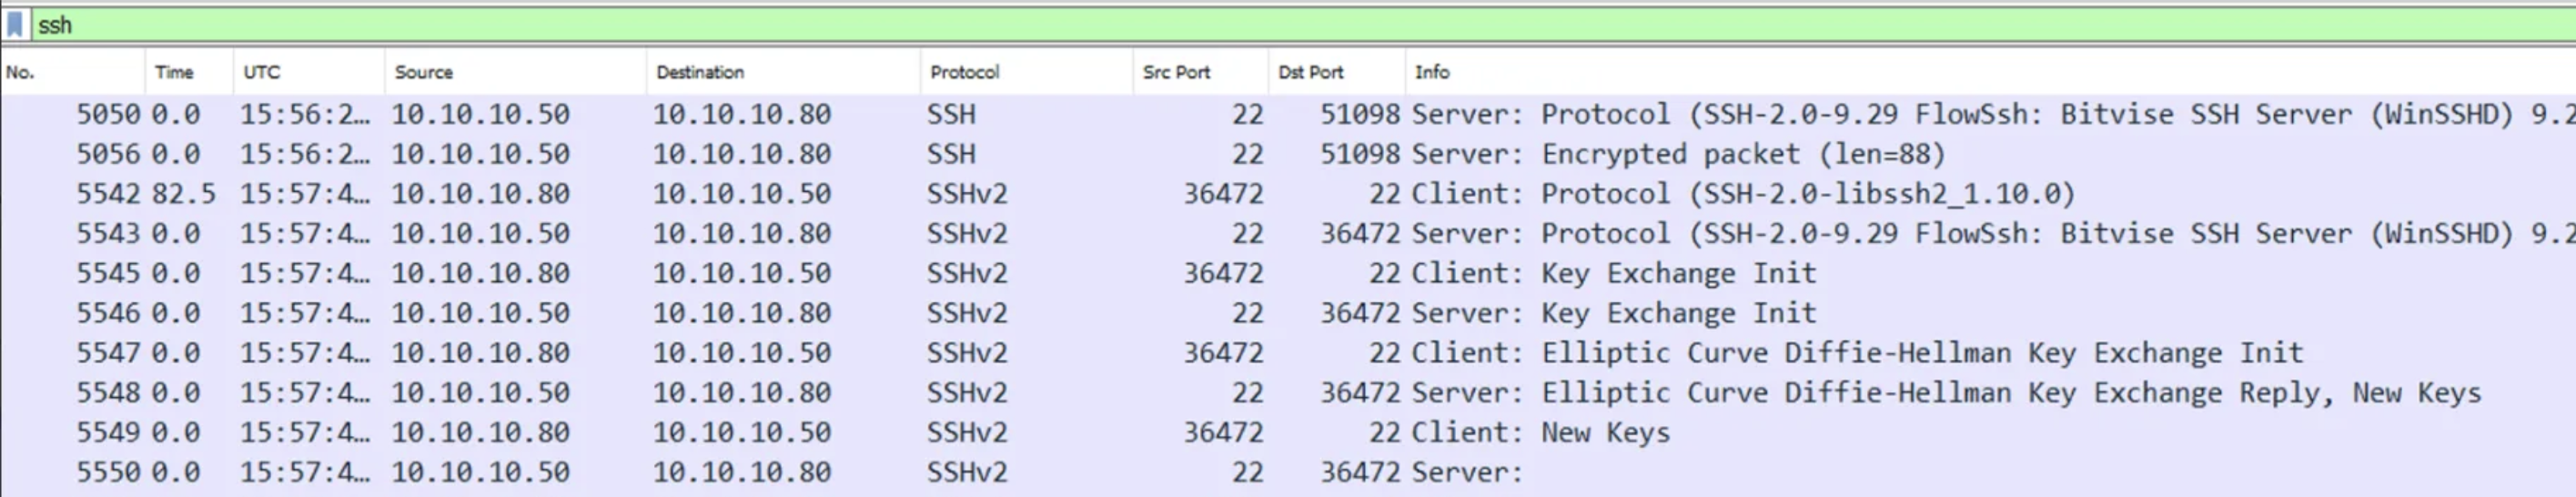 ssh
No. Time UTC Source Destination Protocol Src Port Dst Port Info
5050 0.0 15:56:2… 10.10.10.50 10.10.10.80 SSH 22 51098 Server: Protocol (SSH-2.0-9.29 FlowSsh: Bitvise SSH Server (WinSSHD) 9.2
5056 0.0 15:56:2… 10.10.10.50 10.10.10.80 SSH 22 51098 Server: Encrypted packet (len=88)
5542 82.5 15:57:4… 10.10.10.80 10.10.10.50 SSHv2 36472 22 Client: Protocol (SSH-2.0-libssh2_1.10.0)
5543 0.0 15:57:4… 10.10.10.50 10.10.10.80 SSHv2 22 36472 Server: Protocol (SSH-2.0-9.29 FlowSsh: Bitvise SSH Server (WinSSHD) 9.2
5545 0.0 15:57:4… 10.10.10.80 10.10.10.50 SSHv2 36472 22 Client: Key Exchange Init
5546 0.0 15:57:4… 10.10.10.50 10.10.10.80 SSHv2 22 36472 Server: Key Exchange Init
5547 0.0 15:57:4… 10.10.10.80 10.10.10.50 SSHv2 36472 22 Client: Elliptic Curve Diffie-Hellman Key Exchange Init
5548 0.0 15:57:4… 10.10.10.50 10.10.10.80 SSHv2 22 36472 Server: Elliptic Curve Diffie-Hellman Key Exchange Reply, New Keys
5549 0.0 15:57:4… 10.10.10.80 10.10.10.50 SSHv2 36472 22 Client: New Keys
5550 0.0 15:57:4… 10.10.10.50 10.10.10.80 SSHv2 22 36472 Server: